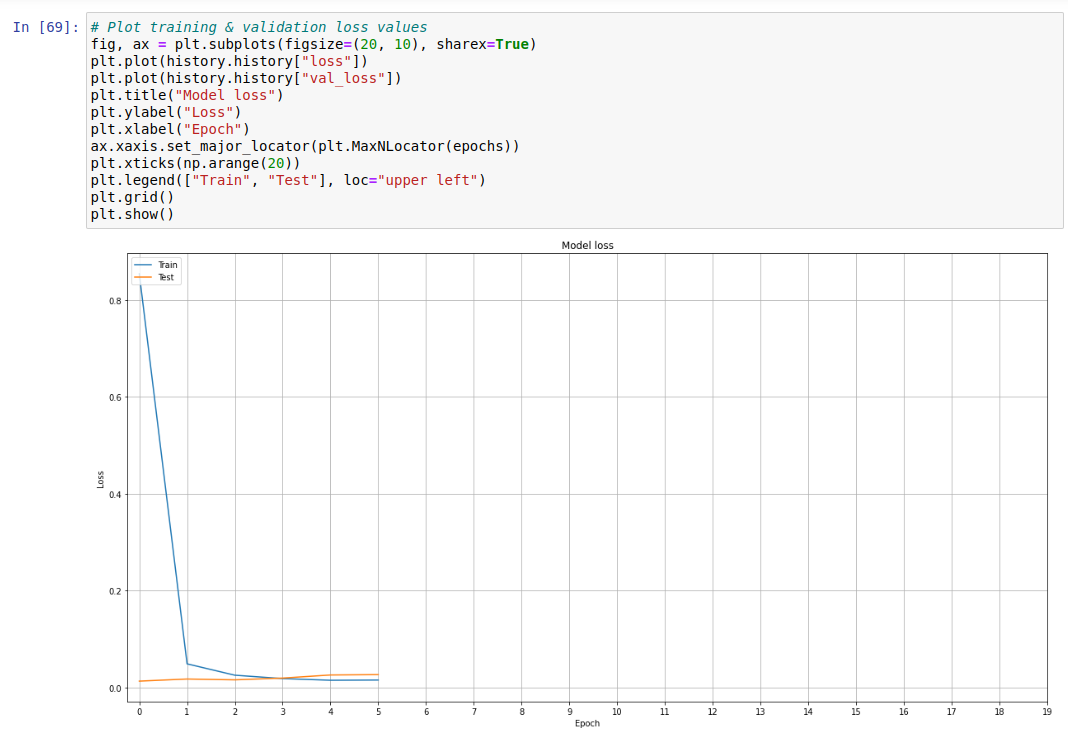 In [69]: # Plot training & validation loss values
fig, ax = plt.subplots(figsize=(20, 10), sharex=True)
plt.plot(history.history["loss"])
plt.plot(history.history["val_loss"])
plt.title("Model loss")
plt.ylabel("Loss")
plt.xlabel("Epoch")
ax.xaxis.set_major_locator(plt.MaxNLocator(epochs))
plt.xticks(np.arange(20))
plt.legend(["Train", "Test"], loc="upper left")
plt.grid()
plt.show()
Model loss
Train
Test
0.8
0.6
Loss
0.4
0.2
0.0
0 1 2 3 4 5 6 7 8 9 10 11 12 13 14 15 16 17 18 19
Epoch